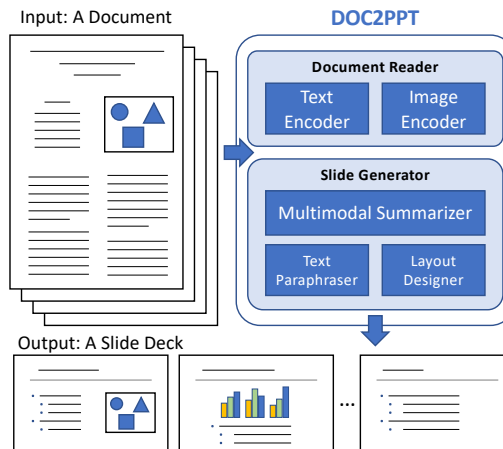 Input: A Document
DOC2PPT
Document Reader
Text
Encoder
Image
Encoder
Slide Generator
Multimodal Summarizer
Text
Paraphraser
Layout
Designer
Output: A Slide Deck
...